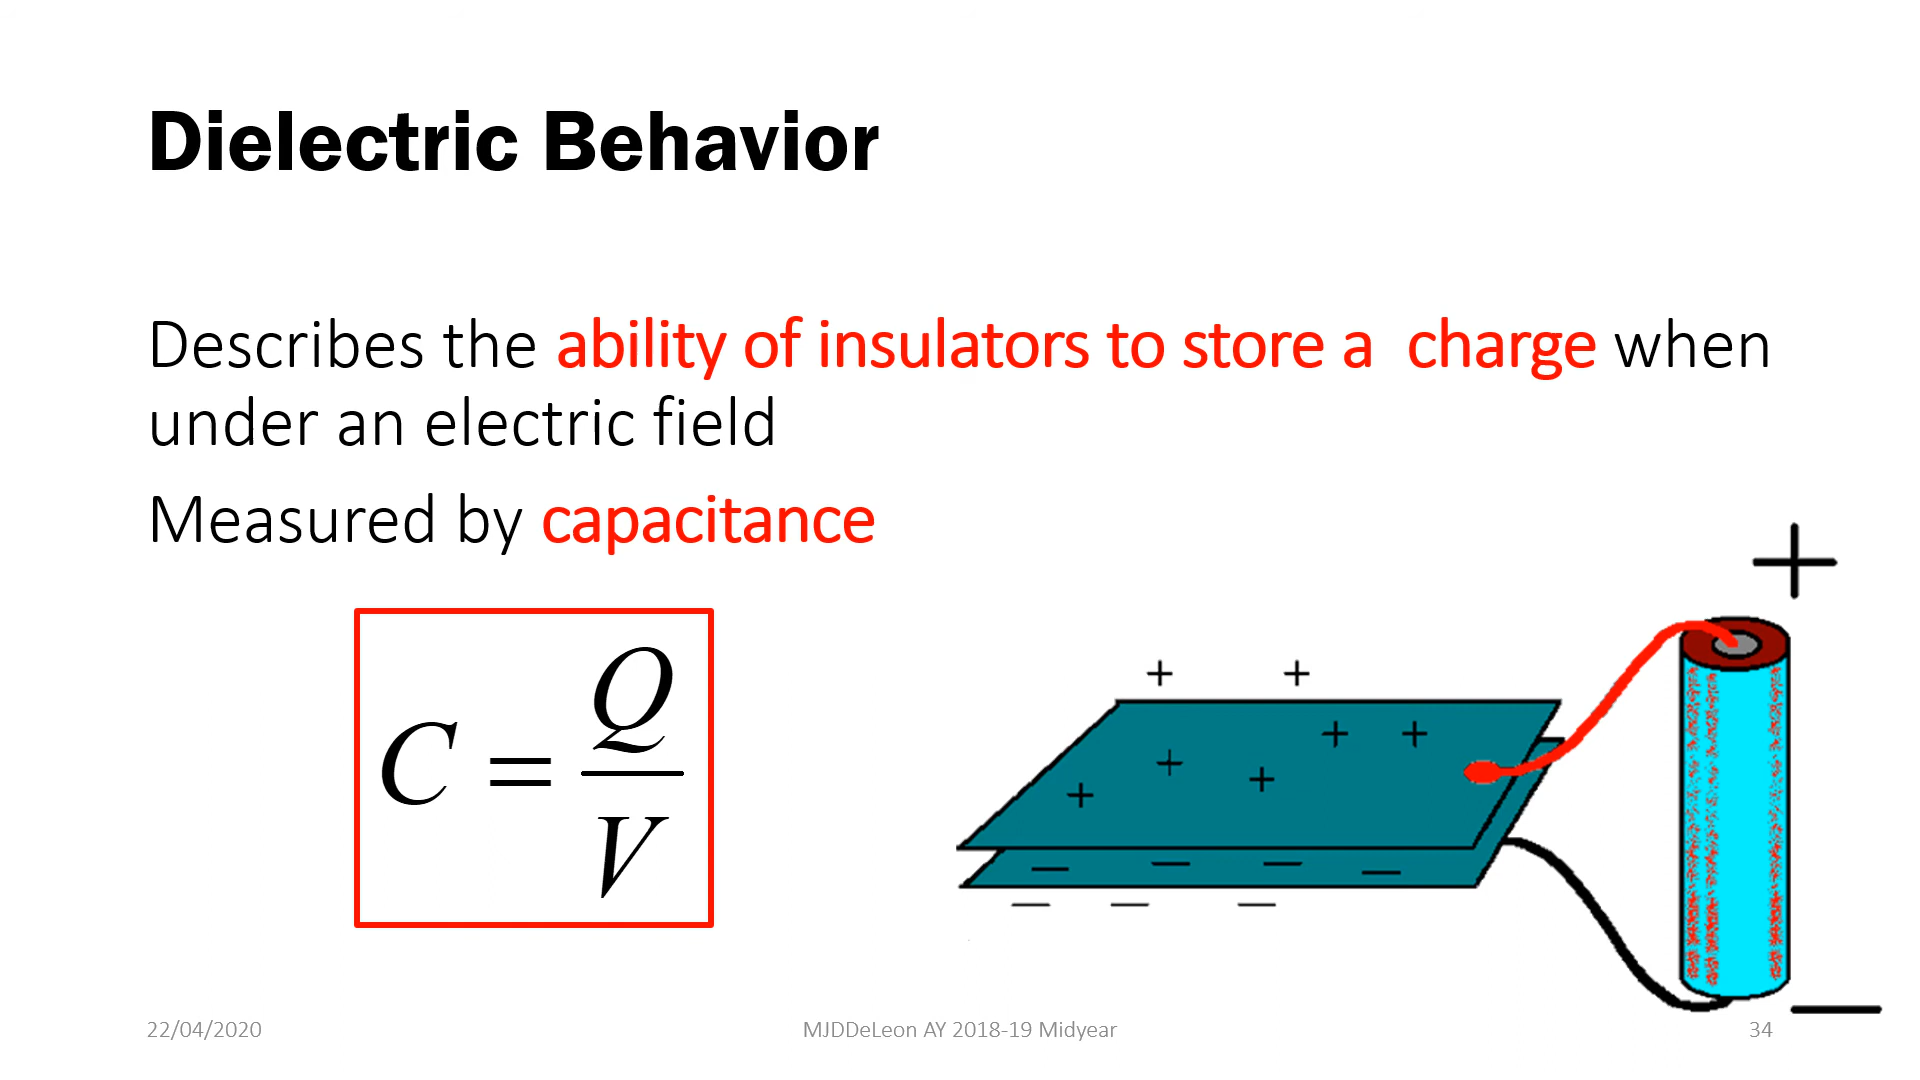 Dielectric Behavior
Describes the ability of insulators to store a  charge when
under an electric field
Measured by capacitance
+
C = Q/V
+ +
+ +
+ + +
— — — —
— — —
—
22/04/2020 MJDDeLeon AY 2018-19 Midyear 34